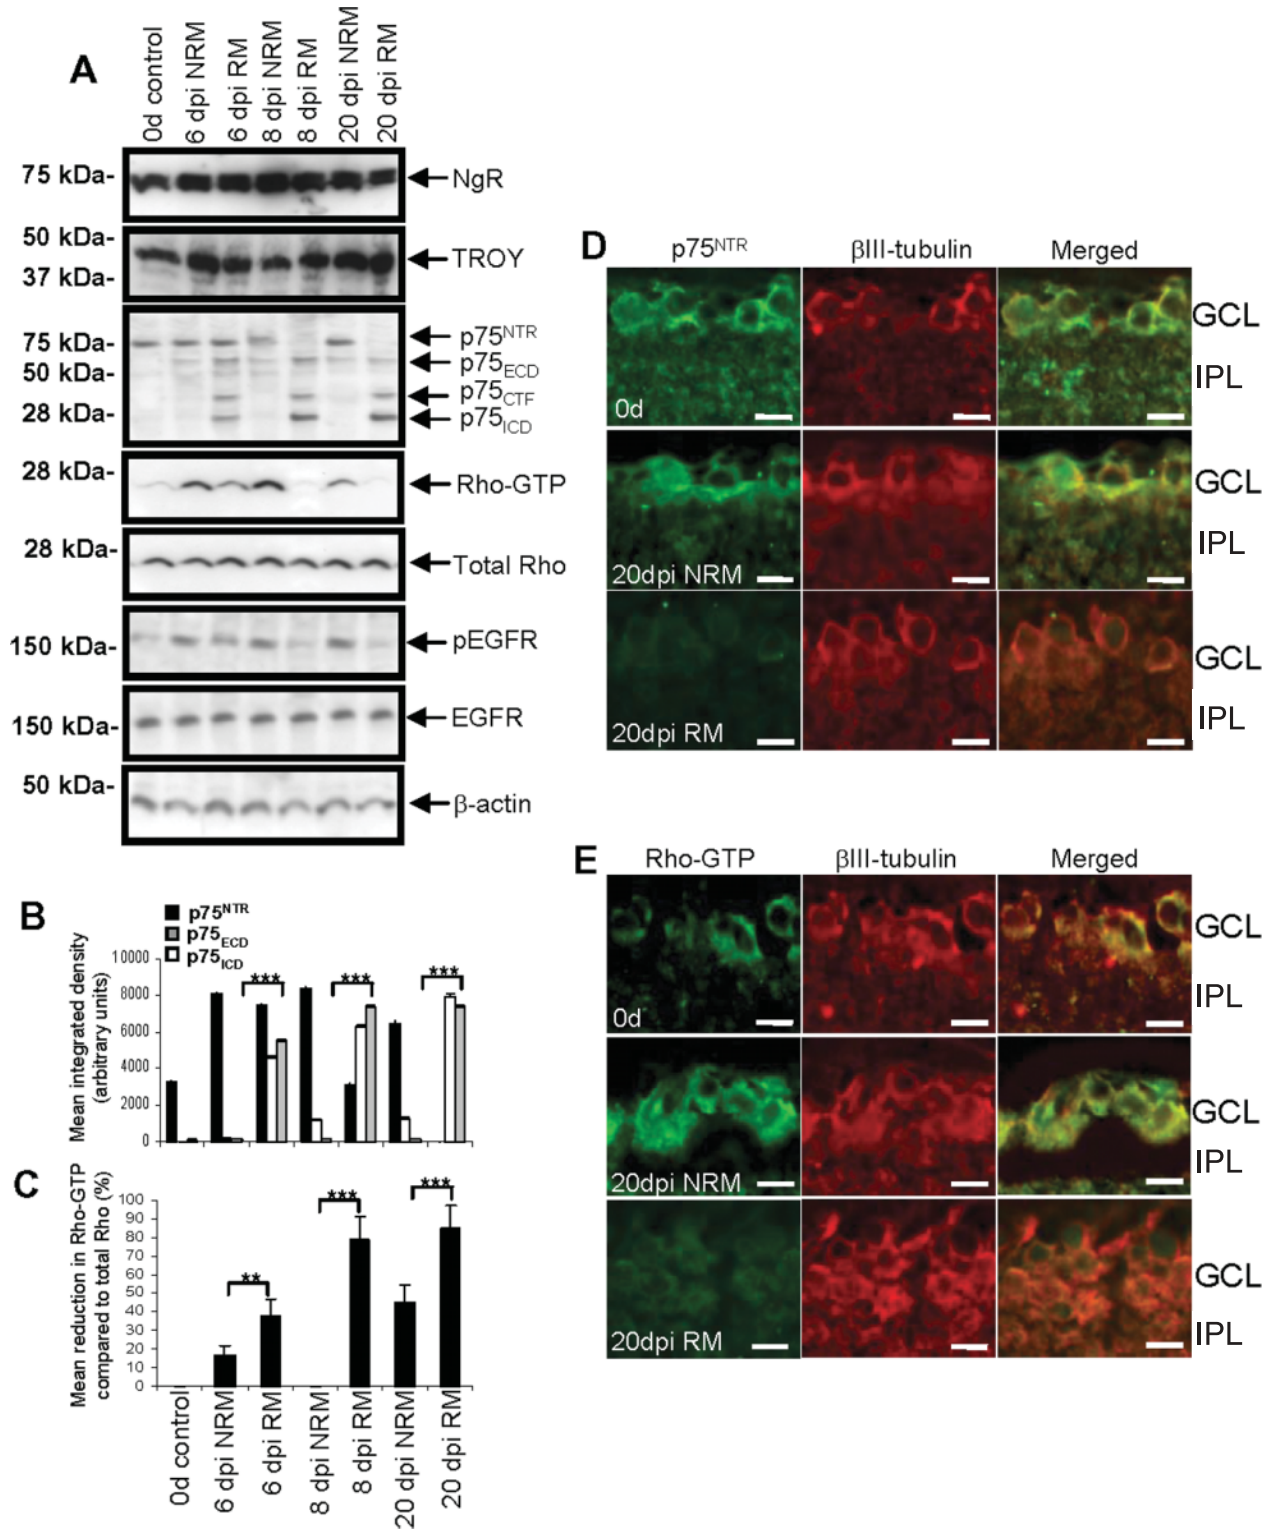 A
0d control
6 dpi NRM
6 dpi RM
8 dpi NRM
8 dpi RM
20 dpi NRM
20 dpi RM
75 kDa-
NgR
50 kDa-
37 kDa-
TROY
75 kDa-
50 kDa-
28 kDa-
p75NTR
p75ECD
p75CTF
p75ICD
28 kDa-
Rho-GTP
28 kDa-
Total Rho
150 kDa-
pEGFR
150 kDa-
EGFR
50 kDa-
β-actin
B
p75NTR
p75ECD
p75ICD
Mean integrated density
(arbitrary units)
10000
8000
6000
4000
2000
0
***
***
***
C
Mean reduction in Rho-GTP
compared to total Rho (%)
100
90
80
70
60
50
40
30
20
10
0
**
***
***
0d control
6 dpi NRM
6 dpi RM
8 dpi NRM
8 dpi RM
20 dpi NRM
20 dpi RM
D
p75NTR
βIII-tubulin
Merged
0d
GCL
IPL
20dpi NRM
GCL
IPL
20dpi RM
GCL
IPL
E
Rho-GTP
βIII-tubulin
Merged
0d
GCL
IPL
20dpi NRM
GCL
IPL
20dpi RM
GCL
IPL